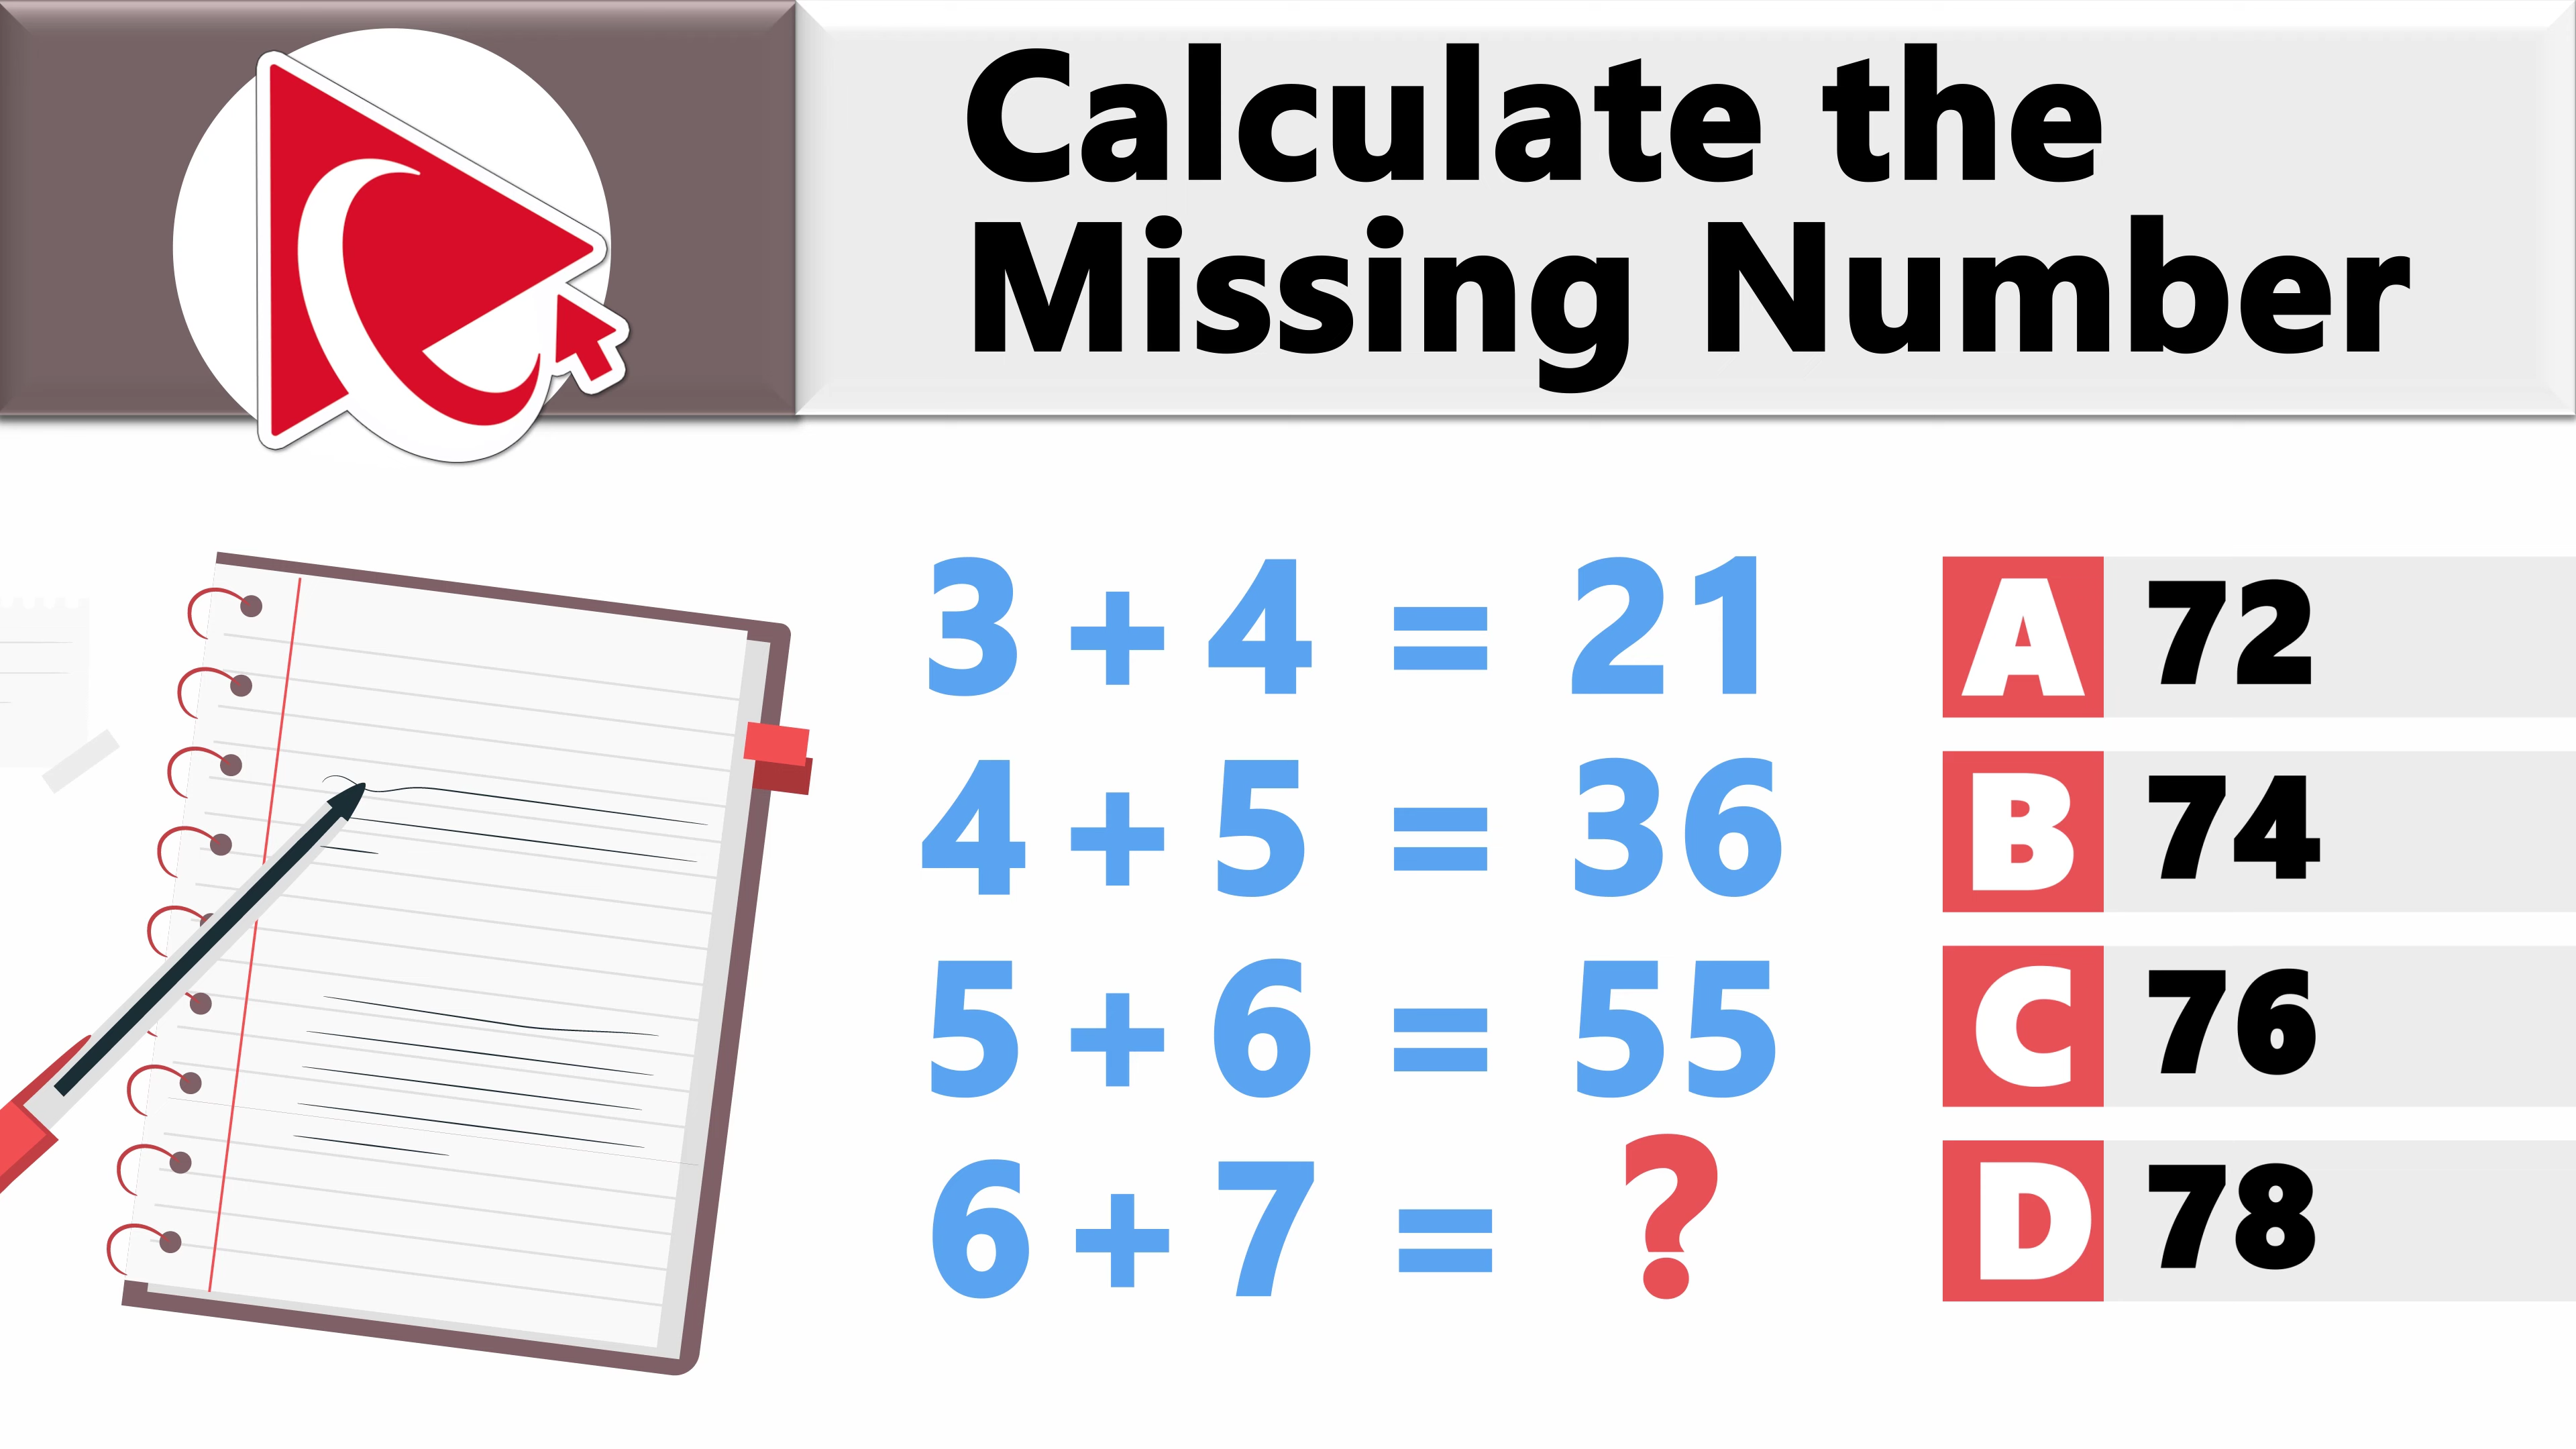 Calculate the
Missing Number
3 + 4 = 21
4 + 5 = 36
5 + 6 = 55
6 + 7 = ?
A 72
B 74
C 76
D 78